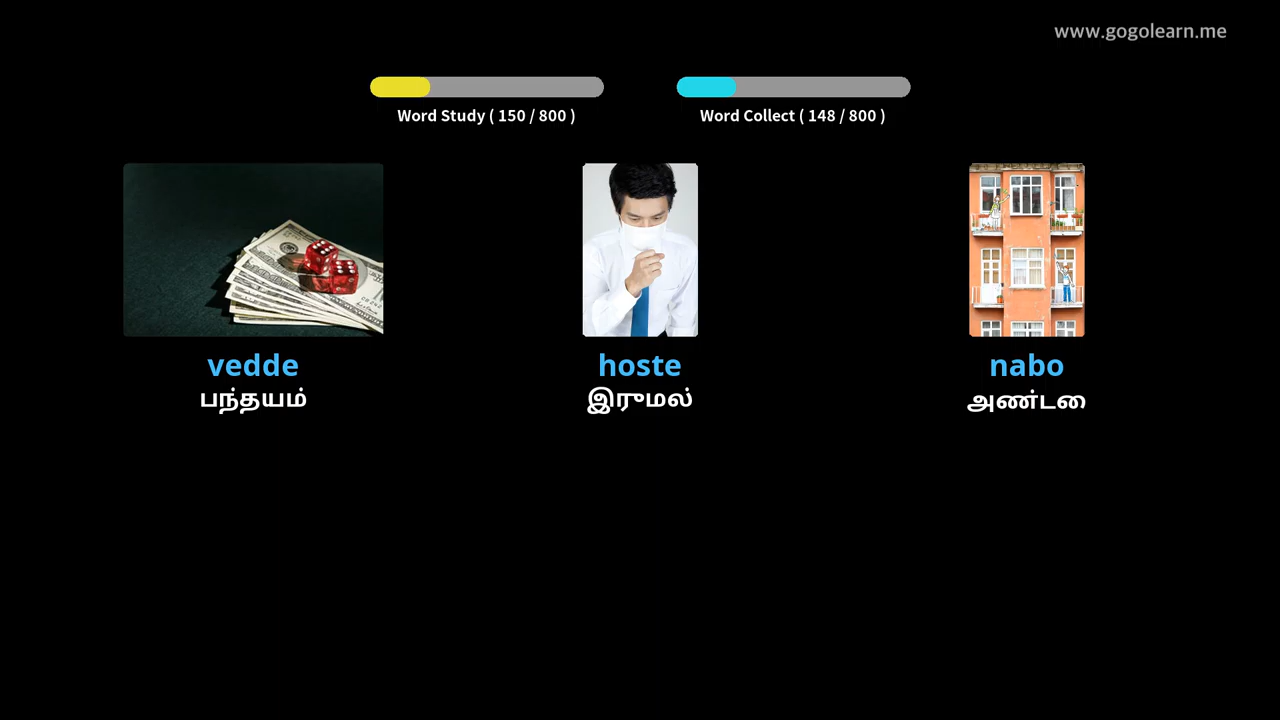 www.gogolearn.me
Word Study ( 150 / 800 )
Word Collect ( 148 / 800 )
vedde
hoste
nabo
பந்தயம்
இருமல்
அண்டை